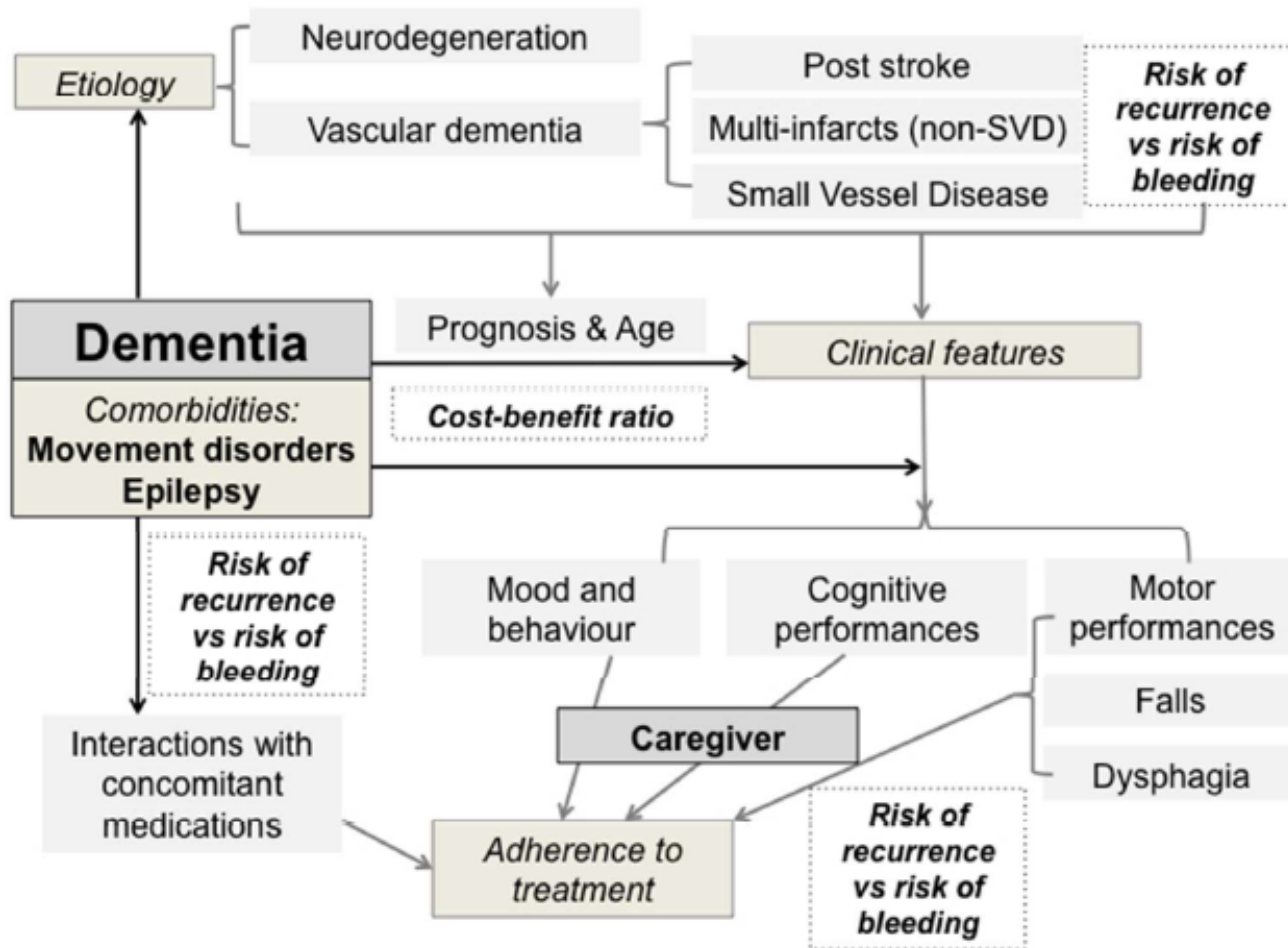 Neurodegeneration
Etiology
Vascular dementia
Post stroke
Multi-infarcts (non-SVD)
Small Vessel Disease
Risk of
recurrence
vs risk of
bleeding
Prognosis & Age
Clinical features
Dementia
Comorbidities:
Movement disorders
Epilepsy
Cost-benefit ratio
Risk of
recurrence
vs risk of
bleeding
Mood and
behaviour
Cognitive
performances
Motor
performances
Falls
Dysphagia
Caregiver
Interactions with
concomitant
medications
Adherence to
treatment
Risk of
recurrence
vs risk of
bleeding